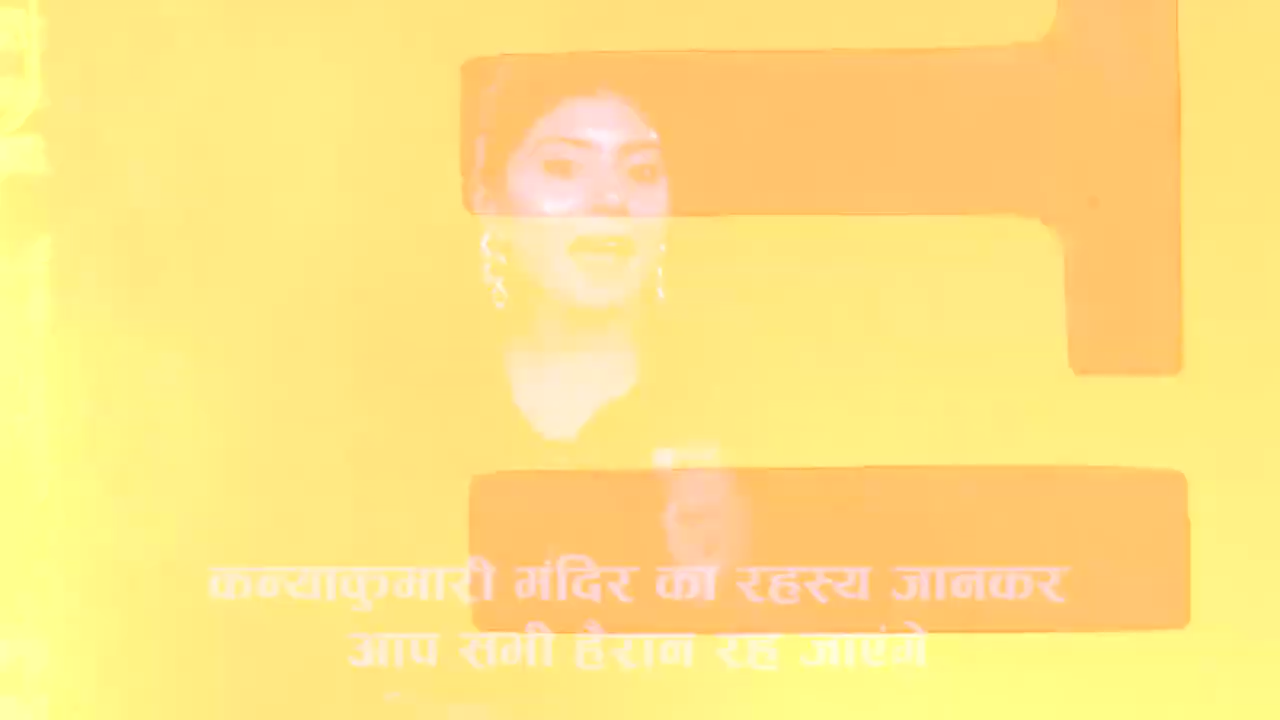 कन्याकुमारी मंदिर का रहस्य जानकर
आप सभी हैरान रह जाएंगे